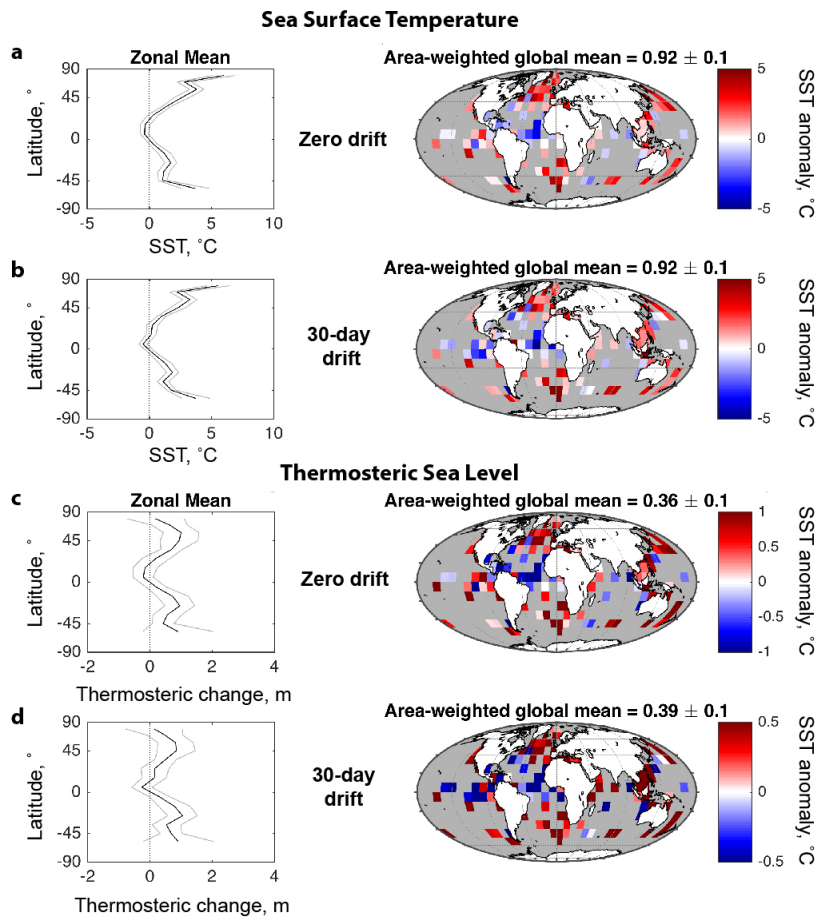 Sea Surface Temperature
a
Zonal Mean
Area-weighted global mean = 0.92 ± 0.1
90
45
0
-45
-90
Latitude, °
-5
0
5
10
SST, ˚C
Zero drift
5
0
-5
SST anomaly, ˚C
b
Area-weighted global mean = 0.92 ± 0.1
90
45
0
-45
-90
Latitude, °
-5
0
5
10
SST, ˚C
30-day
drift
5
0
-5
SST anomaly, ˚C
Thermosteric Sea Level
c
Zonal Mean
Area-weighted global mean = 0.36 ± 0.1
90
45
0
-45
-90
Latitude, °
-2
0
2
4
Thermosteric change, m
Zero drift
1
0.5
0
-0.5
-1
SST anomaly, ˚C
d
Area-weighted global mean = 0.39 ± 0.1
90
45
0
-45
-90
Latitude, °
-2
0
2
4
Thermosteric change, m
30-day
drift
0.5
0
-0.5
SST anomaly, ˚C